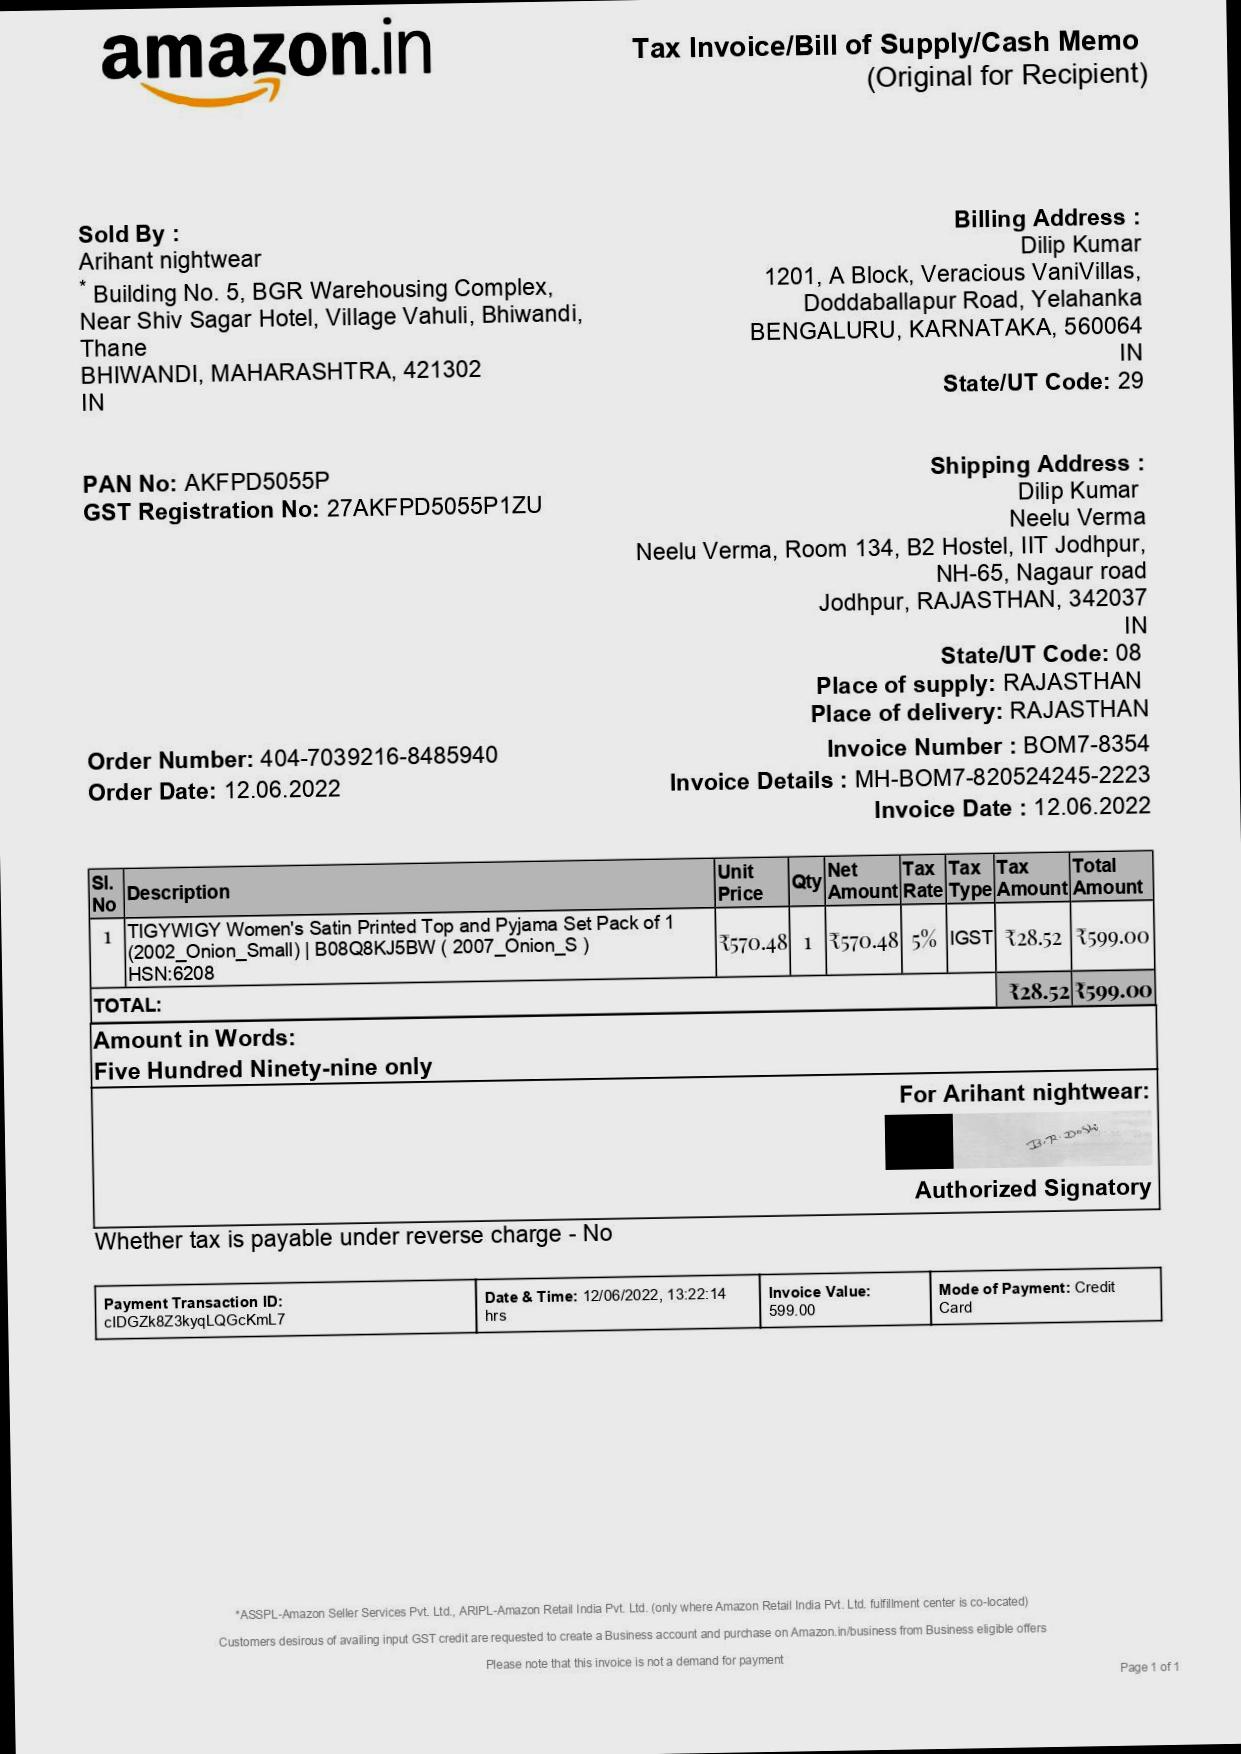 amazon.in
Tax Invoice/Bill of Supply/Cash Memo
(Original for Recipient)
Sold By :
Arihant nightwear
* Building No. 5, BGR Warehousing Complex,
Near Shiv Sagar Hotel, Village Vahuli, Bhiwandi,
Thane
BHIWANDI, MAHARASHTRA, 421302
IN
Billing Address :
Dilip Kumar
1201, A Block, Veracious VaniVillas,
Doddaballapur Road, Yelahanka
BENGALURU, KARNATAKA, 560064
IN
State/UT Code: 29
PAN No: AKFPD5055P
GST Registration No: 27AKFPD5055P1ZU
Shipping Address :
Dilip Kumar
Neelu Verma
Neelu Verma, Room 134, B2 Hostel, IIT Jodhpur,
NH-65, Nagaur road
Jodhpur, RAJASTHAN, 342037
IN
State/UT Code: 08
Place of supply: RAJASTHAN
Place of delivery: RAJASTHAN
Order Number: 404-7039216-8485940
Order Date: 12.06.2022
Invoice Number : BOM7-8354
Invoice Details : MH-BOM7-820524245-2223
Invoice Date : 12.06.2022
Sl. No Description Unit Price Qty Net Amount Tax Rate Tax Type Tax Amount Total Amount
1 TIGYWIGY Women's Satin Printed Top and Pyjama Set Pack of 1
(2002_Onion_Small) | B08Q8KJ5BW ( 2007_Onion_S ) ₹570.48 1 ₹570.48 5% IGST ₹28.52 ₹599.00
HSN:6208
TOTAL: ₹28.52 ₹599.00
Amount in Words:
Five Hundred Ninety-nine only
For Arihant nightwear:
B.R. Doshi
Authorized Signatory
Whether tax is payable under reverse charge - No
Payment Transaction ID:
cIDGZk8Z3kyqLQGcKmL7
Date & Time: 12/06/2022, 13:22:14
hrs
Invoice Value:
599.00
Mode of Payment: Credit
Card
*ASSPL-Amazon Seller Services Pvt. Ltd., ARIPL-Amazon Retail India Pvt. Ltd. (only where Amazon Retail India Pvt. Ltd. fulfillment center is co-located)
Customers desirous of availing input GST credit are requested to create a Business account and purchase on Amazon.in/business from Business eligible offers
Please note that this invoice is not a demand for payment
Page 1 of 1